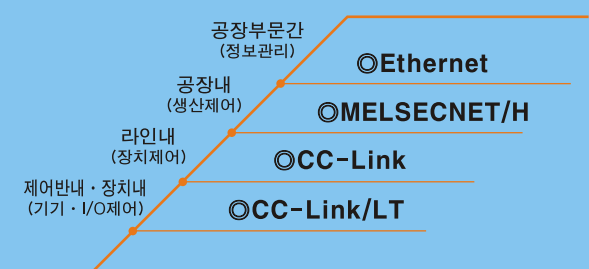 공장부문간
(정보관리)
◎Ethernet
공장내
(생산제어)
◎MELSECNET/H
라인내
(장치제어)
◎CC-Link
제어반내·장치내
(기기·I/O제어)
◎CC-Link/LT